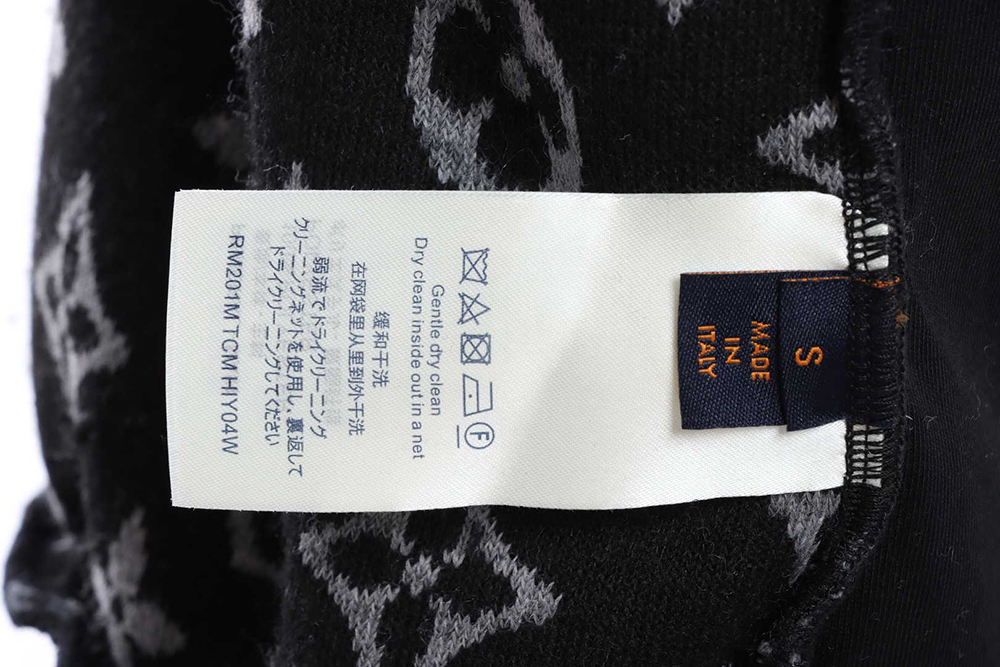 Gentle dry clean
Dry clean inside out in a net
缓和干洗
在网袋里从里到外干洗
弱流でドライクリーニング
クリーニングネットを使用し、裏返して
ドライクリーニングしてください
RM201M TCM HIY04W
F
S
MADE
IN
ITALY